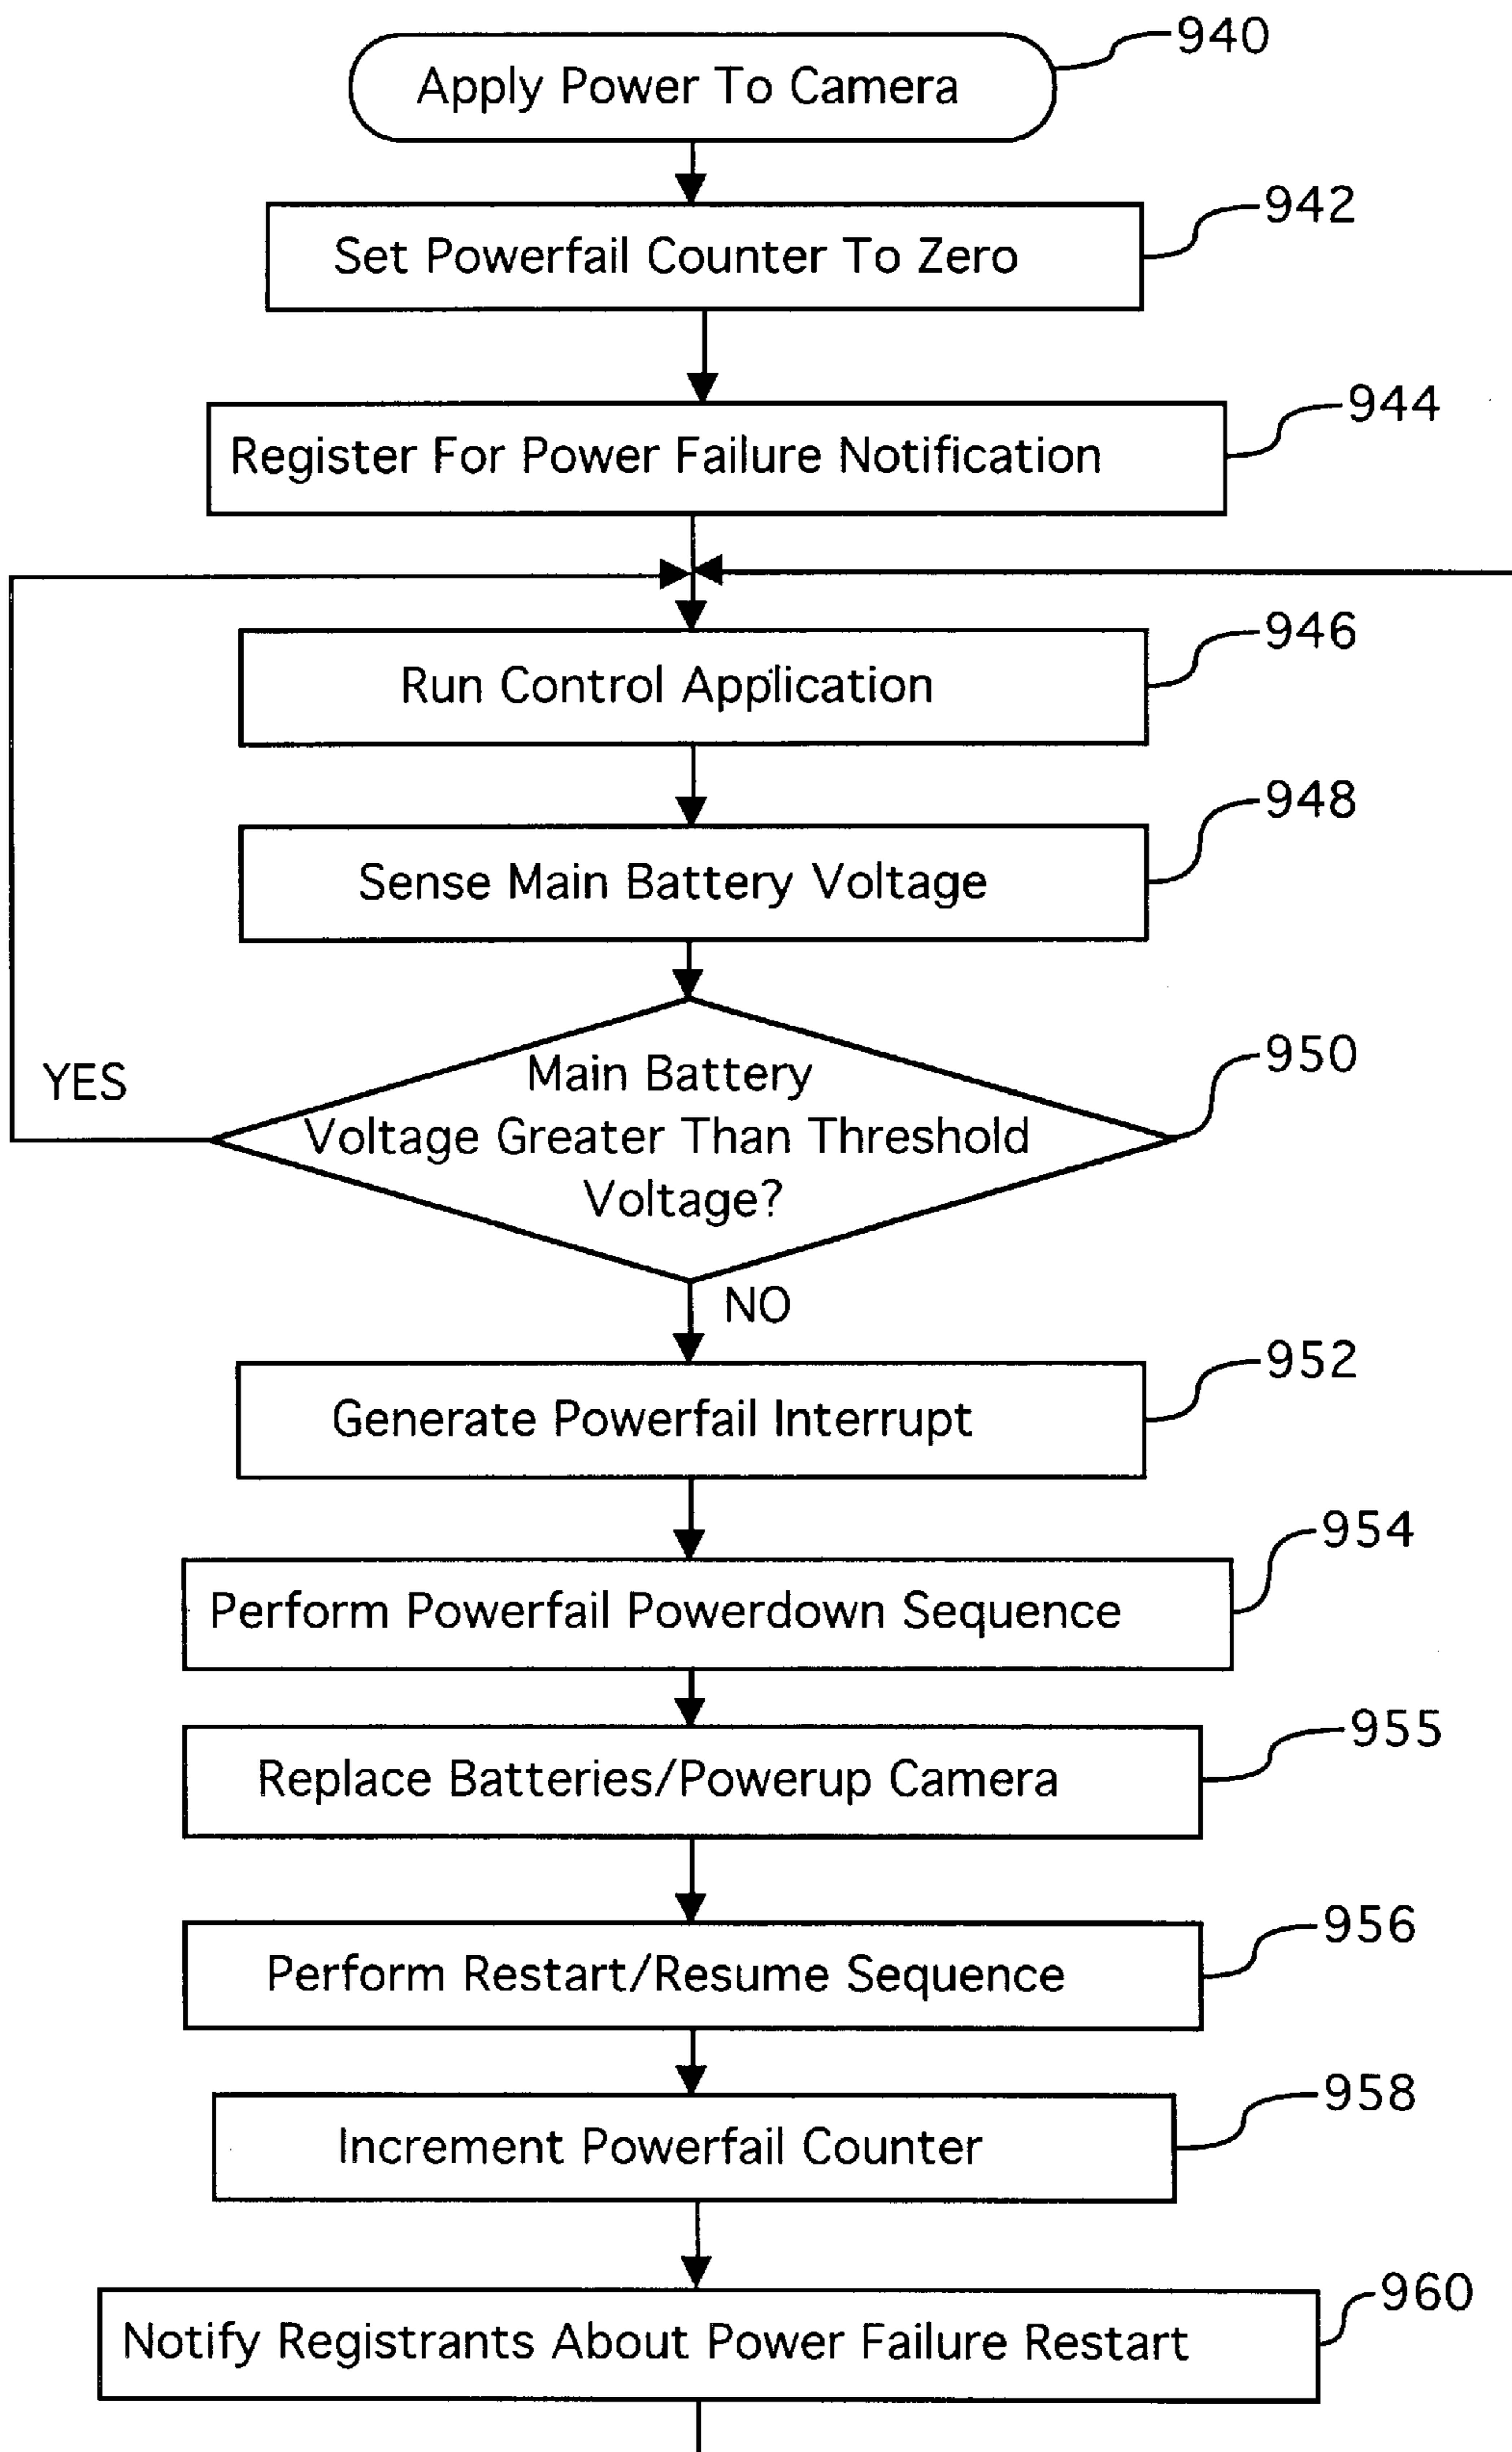 940
Apply Power To Camera
942
Set Powerfail Counter To Zero
944
Register For Power Failure Notification
946
Run Control Application
948
Sense Main Battery Voltage
950
Main Battery
YES
Voltage Greater Than Threshold
Voltage?
NO
952
Generate Powerfail Interrupt
954
Perform Powerfail Powerdown Sequence
955
Replace Batteries/Powerup Camera
956
Perform Restart/Resume Sequence
958
Increment Powerfail Counter
960
Notify Registrants About Power Failure Restart